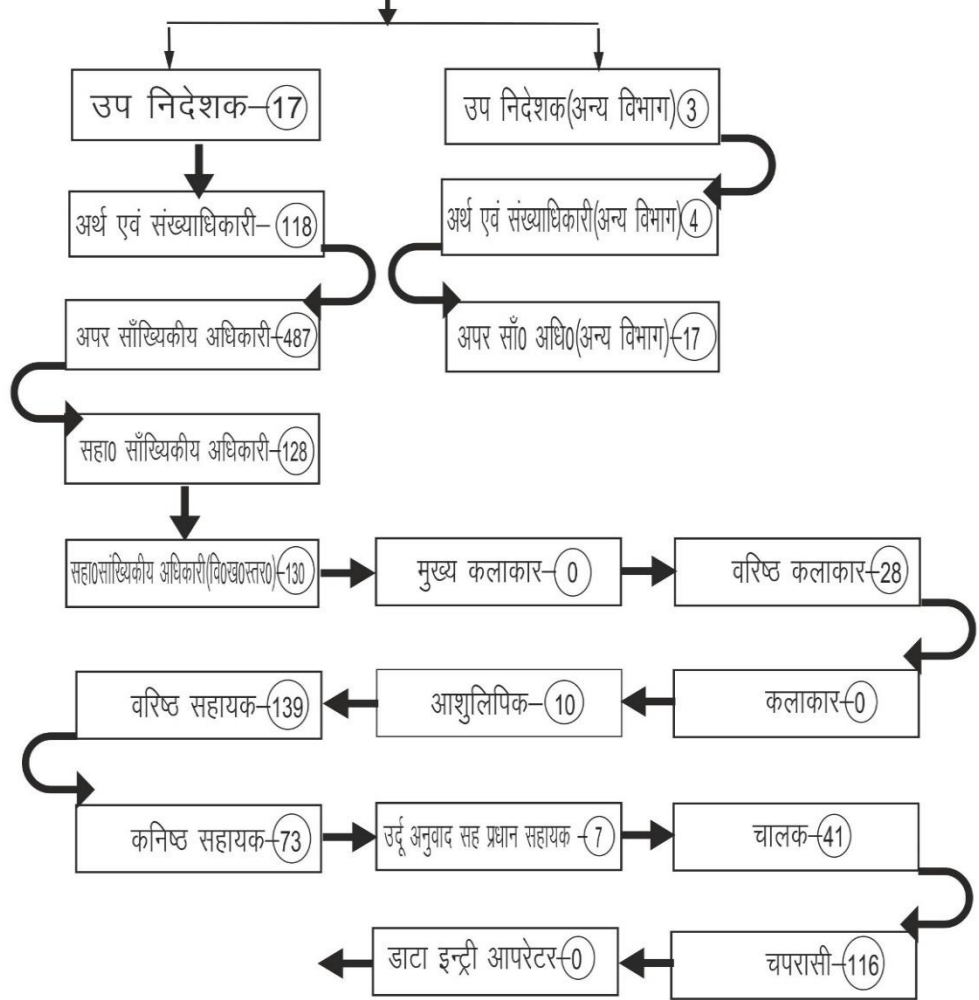 उप निदेशक–17
उप निदेशक(अन्य विभाग) 3
अर्थ एवं संख्याधिकारी– 118
अर्थ एवं संख्याधिकारी(अन्य विभाग) 4
अपर साँख्यिकीय अधिकारी–487
अपर साँ0 अधि0(अन्य विभाग)–17
सहा0 साँख्यिकीय अधिकारी–128
सहा0सांख्यिकीय अधिकारी(वि0ख0स्तर0)–130
मुख्य कलाकार– 0
वरिष्ठ कलाकार–28
वरिष्ठ सहायक–139
आशुलिपिक– 10
कलाकार–0
कनिष्ठ सहायक–73
उर्दू अनुवाद सह प्रधान सहायक –7
चालक–41
डाटा इन्ट्री आपरेटर–0
चपरासी–116